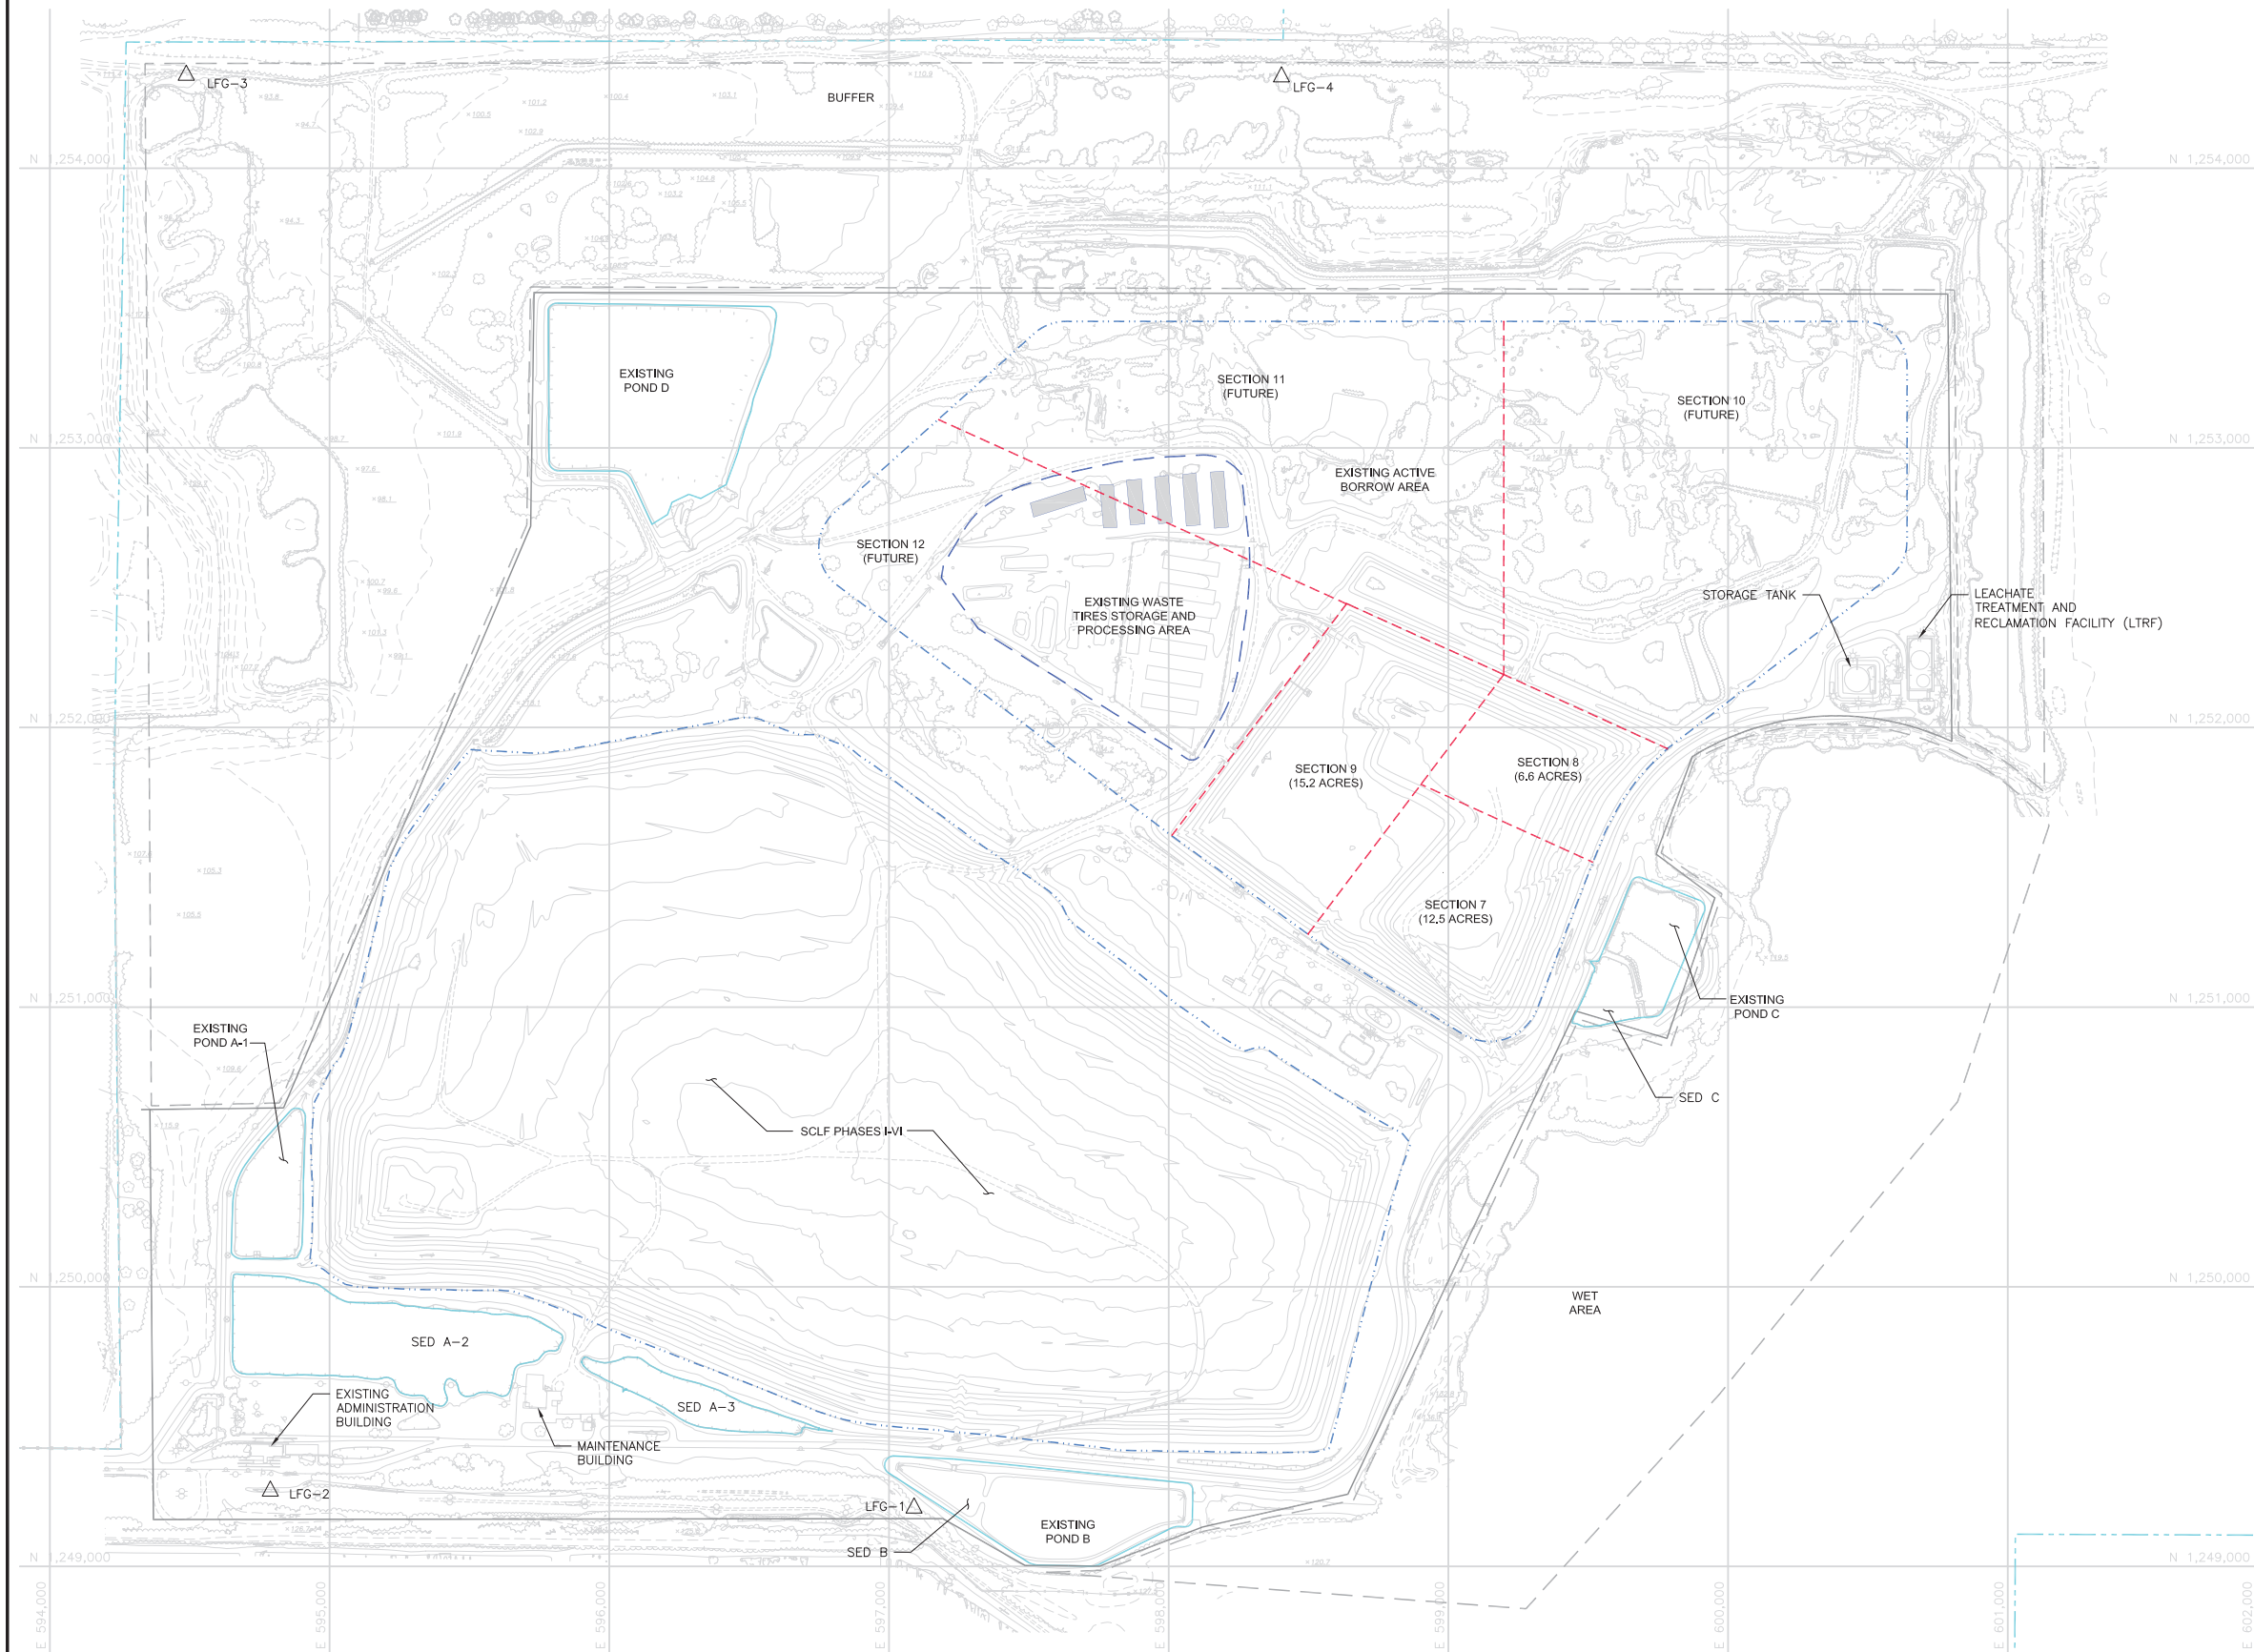 LFG-3
BUFFER
LFG-4
N 1,254,000
N 1,254,000
EXISTING
POND D
SECTION 11
(FUTURE)
SECTION 10
(FUTURE)
N 1,253,000
N 1,253,000
EXISTING ACTIVE
BORROW AREA
SECTION 12
(FUTURE)
EXISTING WASTE
TIRES STORAGE AND
PROCESSING AREA
STORAGE TANK
LEACHATE
TREATMENT AND
RECLAMATION FACILITY (LTRF)
N 1,252,000
N 1,252,000
SECTION 9
(15.2 ACRES)
SECTION 8
(6.6 ACRES)
SECTION 7
(12.5 ACRES)
N 1,251,000
N 1,251,000
EXISTING
POND C
EXISTING
POND A-1
SED C
SCLF PHASES I-VI
N 1,250,000
N 1,250,000
WET
AREA
SED A-2
EXISTING
ADMINISTRATION
BUILDING
SED A-3
MAINTENANCE
BUILDING
LFG-2
LFG-1
EXISTING
POND B
SED B
N 1,249,000
N 1,249,000
E 594,000
E 595,000
E 596,000
E 597,000
E 598,000
E 599,000
E 600,000
E 601,000
E 602,000